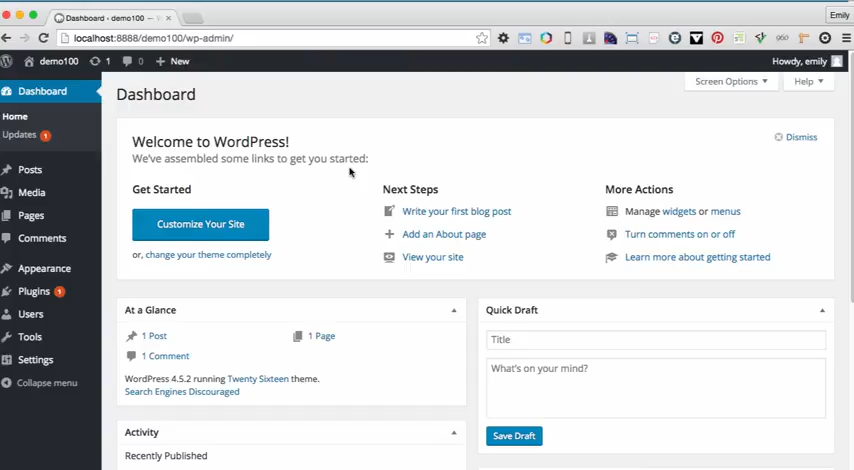 Dashboard ‹ demo100 — W
Emily
localhost:8888/demo100/wp-admin/
demo100 1 0 New
Howdy, emily
Dashboard
Home
Updates 1
Posts
Media
Pages
Comments
Appearance
Plugins 1
Users
Tools
Settings
Collapse menu
Screen Options
Help
Dashboard
Welcome to WordPress!
We've assembled some links to get you started:
Dismiss
Get Started
Customize Your Site
or, change your theme completely
Next Steps
Write your first blog post
Add an About page
View your site
More Actions
Manage widgets or menus
Turn comments on or off
Learn more about getting started
At a Glance
1 Post
1 Page
1 Comment
WordPress 4.5.2 running Twenty Sixteen theme.
Search Engines Discouraged
Activity
Recently Published
Quick Draft
Title
What's on your mind?
Save Draft